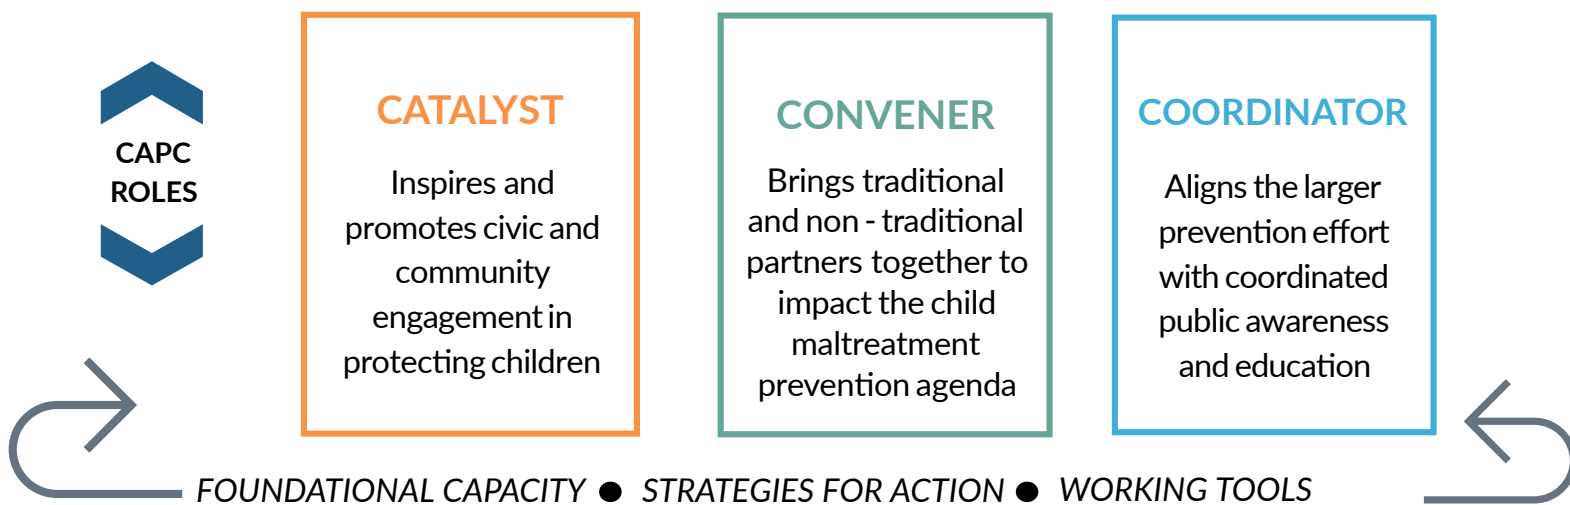 CAPC
ROLES
CATALYST
Inspires and
promotes civic and
community
engagement in
protecting children
CONVENER
Brings traditional
and non - traditional
partners together to
impact the child
maltreatment
prevention agenda
COORDINATOR
Aligns the larger
prevention effort
with coordinated
public awareness
and education
FOUNDATIONAL CAPACITY ● STRATEGIES FOR ACTION ● WORKING TOOLS